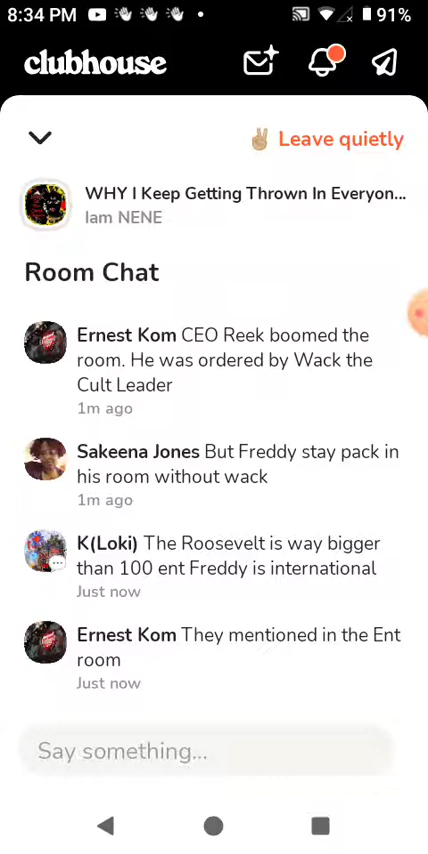 8:34 PM
91%
clubhouse
Leave quietly
WHY I Keep Getting Thrown In Everyon...
Iam NENE
Room Chat
Ernest Kom CEO Reek boomed the
room. He was ordered by Wack the
Cult Leader
1m ago
Sakeena Jones But Freddy stay pack in
his room without wack
1m ago
K(Loki) The Roosevelt is way bigger
than 100 ent Freddy is international
Just now
Ernest Kom They mentioned in the Ent
room
Just now
Say something...